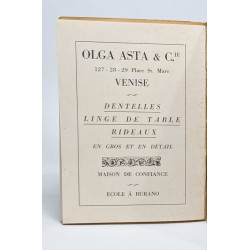 OLGA ASTA & C.IE
127-28-29 Place St. Marc
VENISE
DENTELLES
LINGE DE TABLE
RIDEAUX
EN GROS ET EN DÉTAIL
MAISON DE CONFIANCE
ECOLE À BURANO